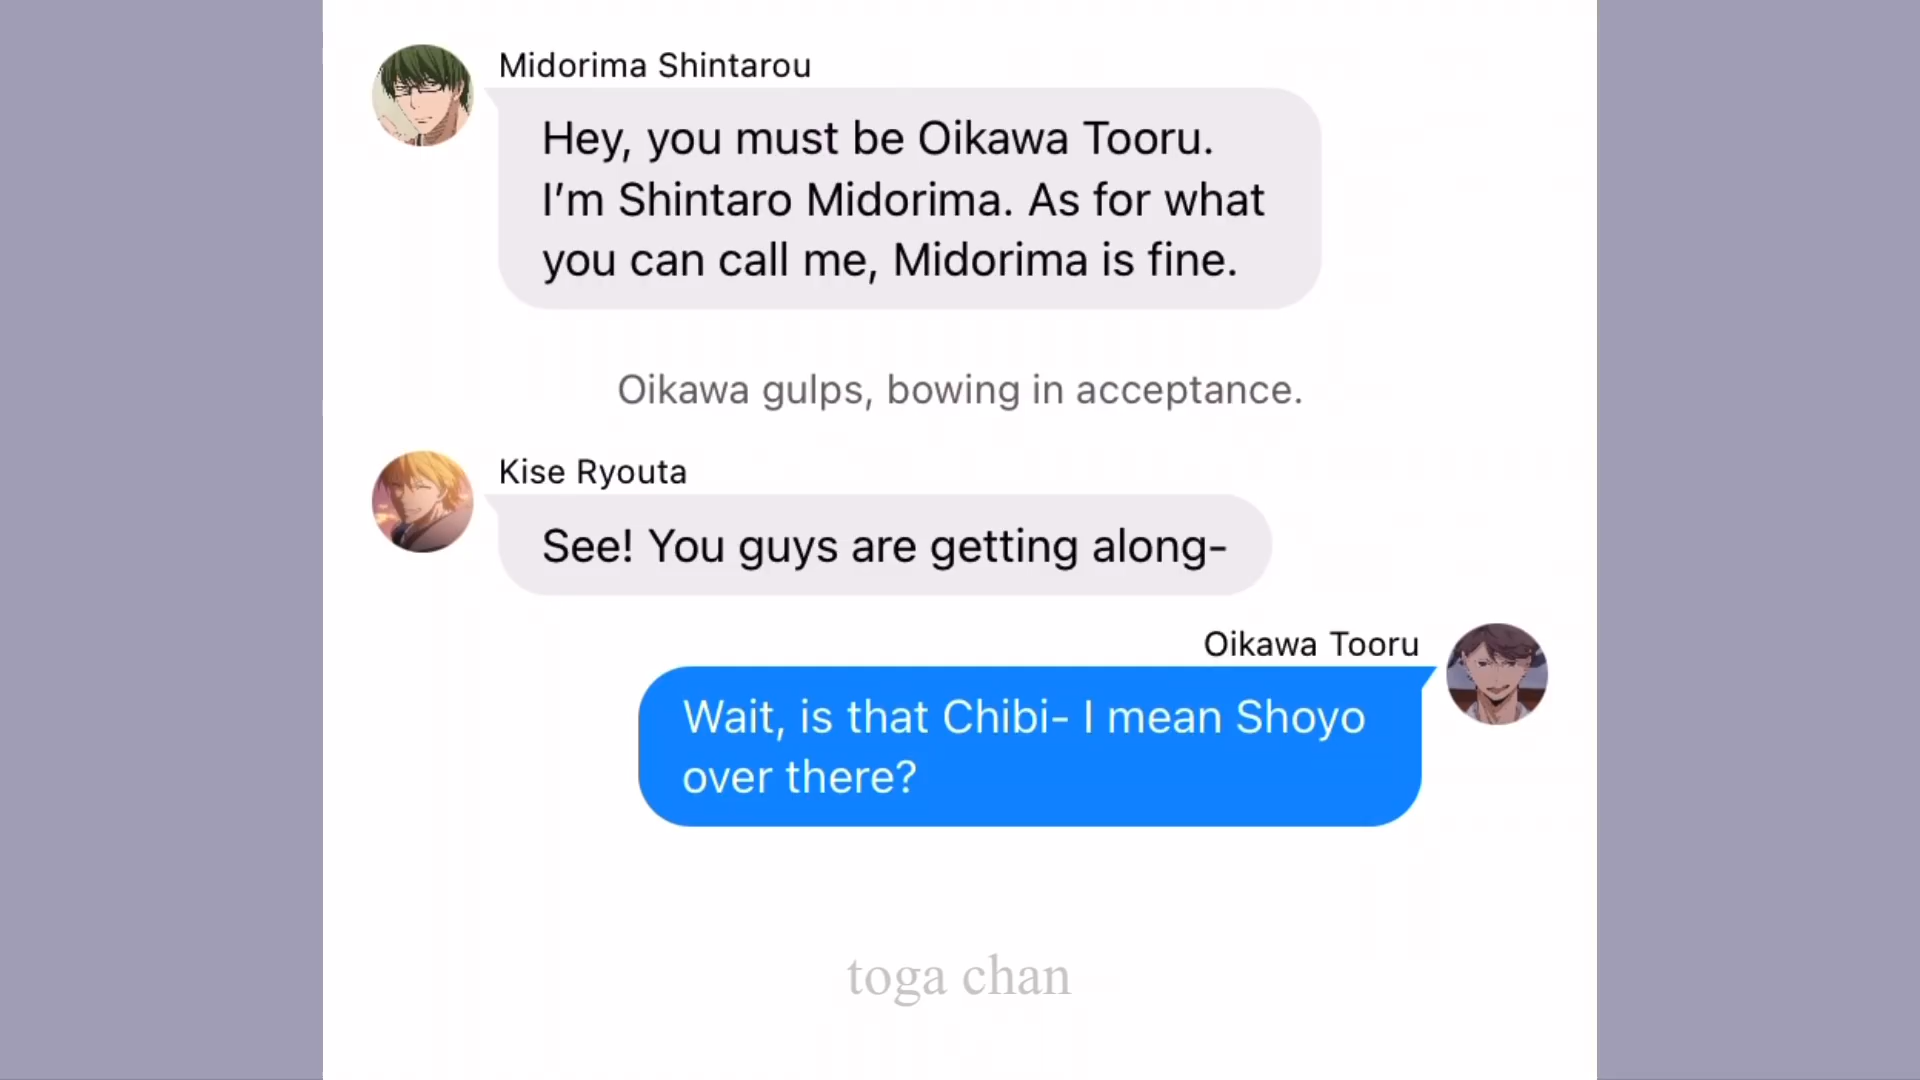 Midorima Shintarou
Hey, you must be Oikawa Tooru.
I’m Shintaro Midorima. As for what
you can call me, Midorima is fine.
Oikawa gulps, bowing in acceptance.
Kise Ryouta
See! You guys are getting along-
Oikawa Tooru
Wait, is that Chibi- I mean Shoyo
over there?
toga chan